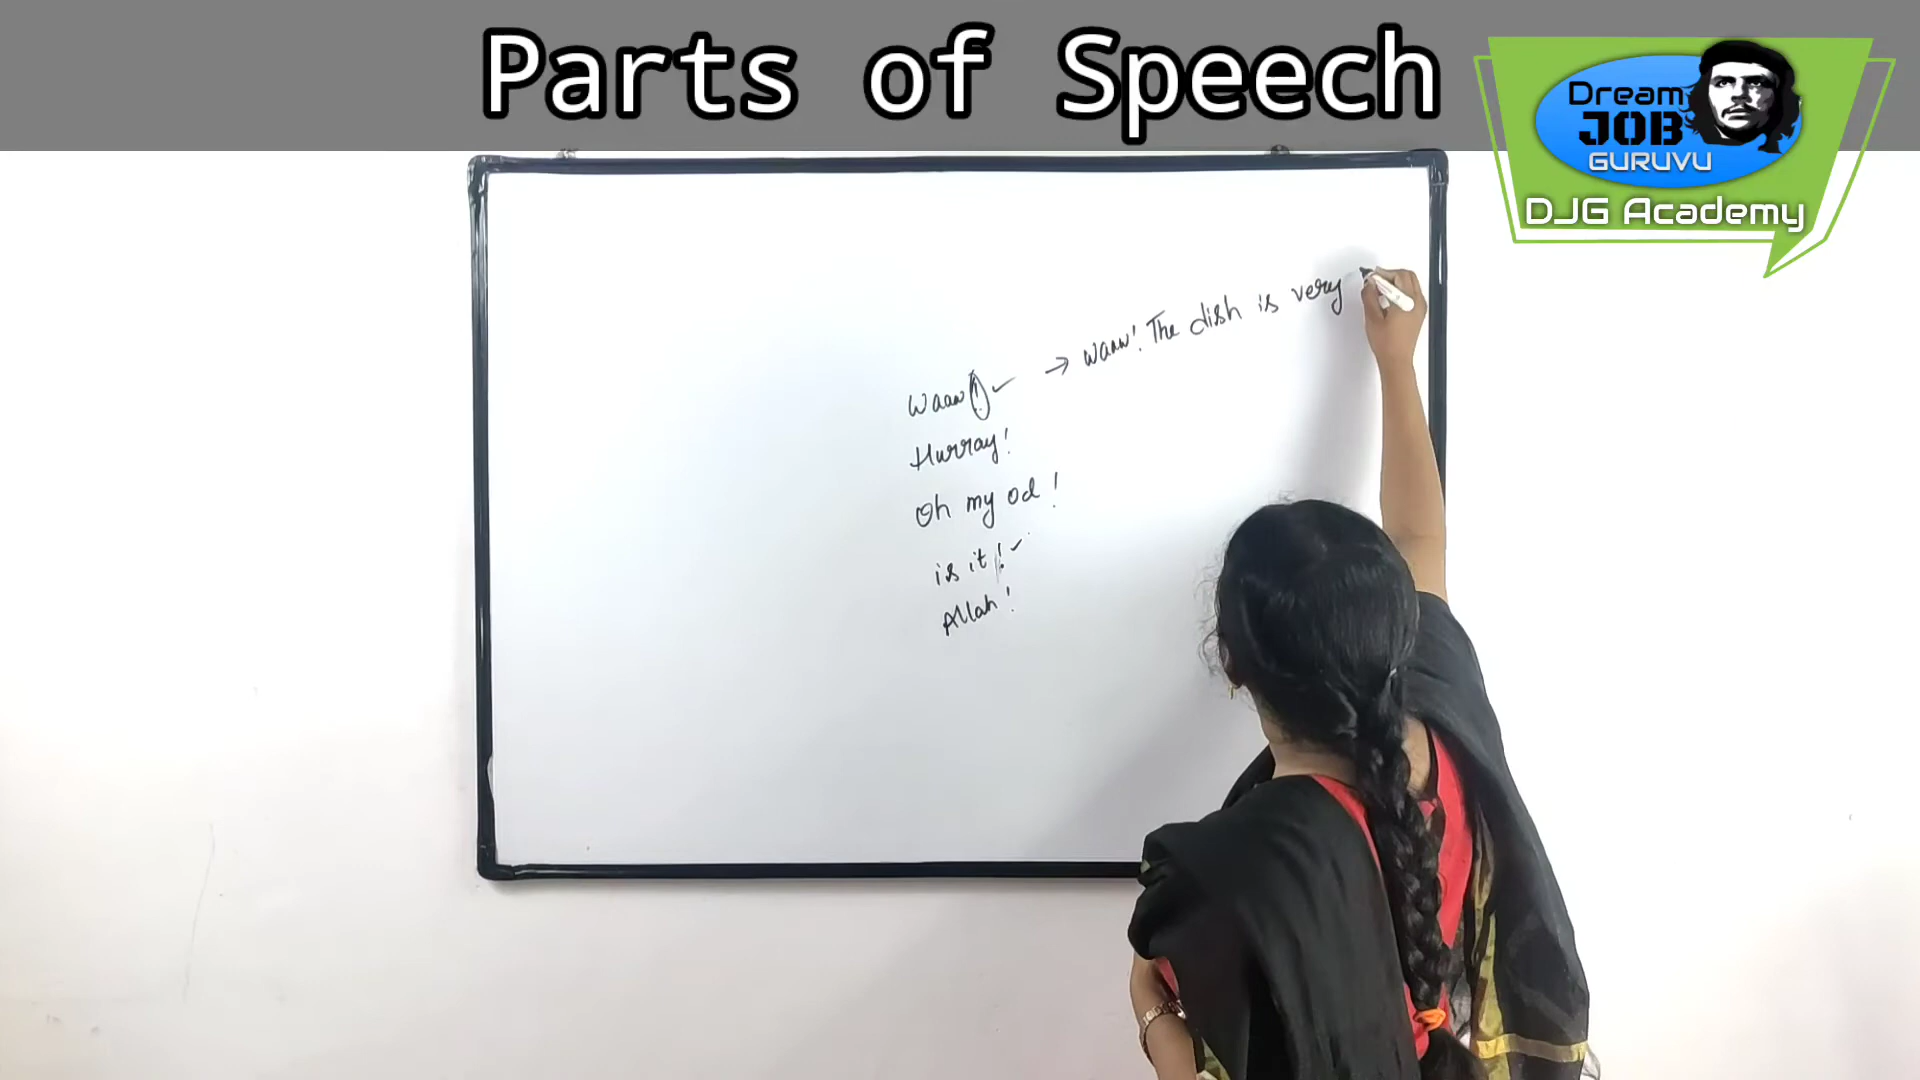 Parts of Speech
Dream
JOB
GURUVU
DJG Academy
→ Waaw! The dish is very
Waaw! ✓
Hurray!
Oh my od!
is it! ✓
Allah!